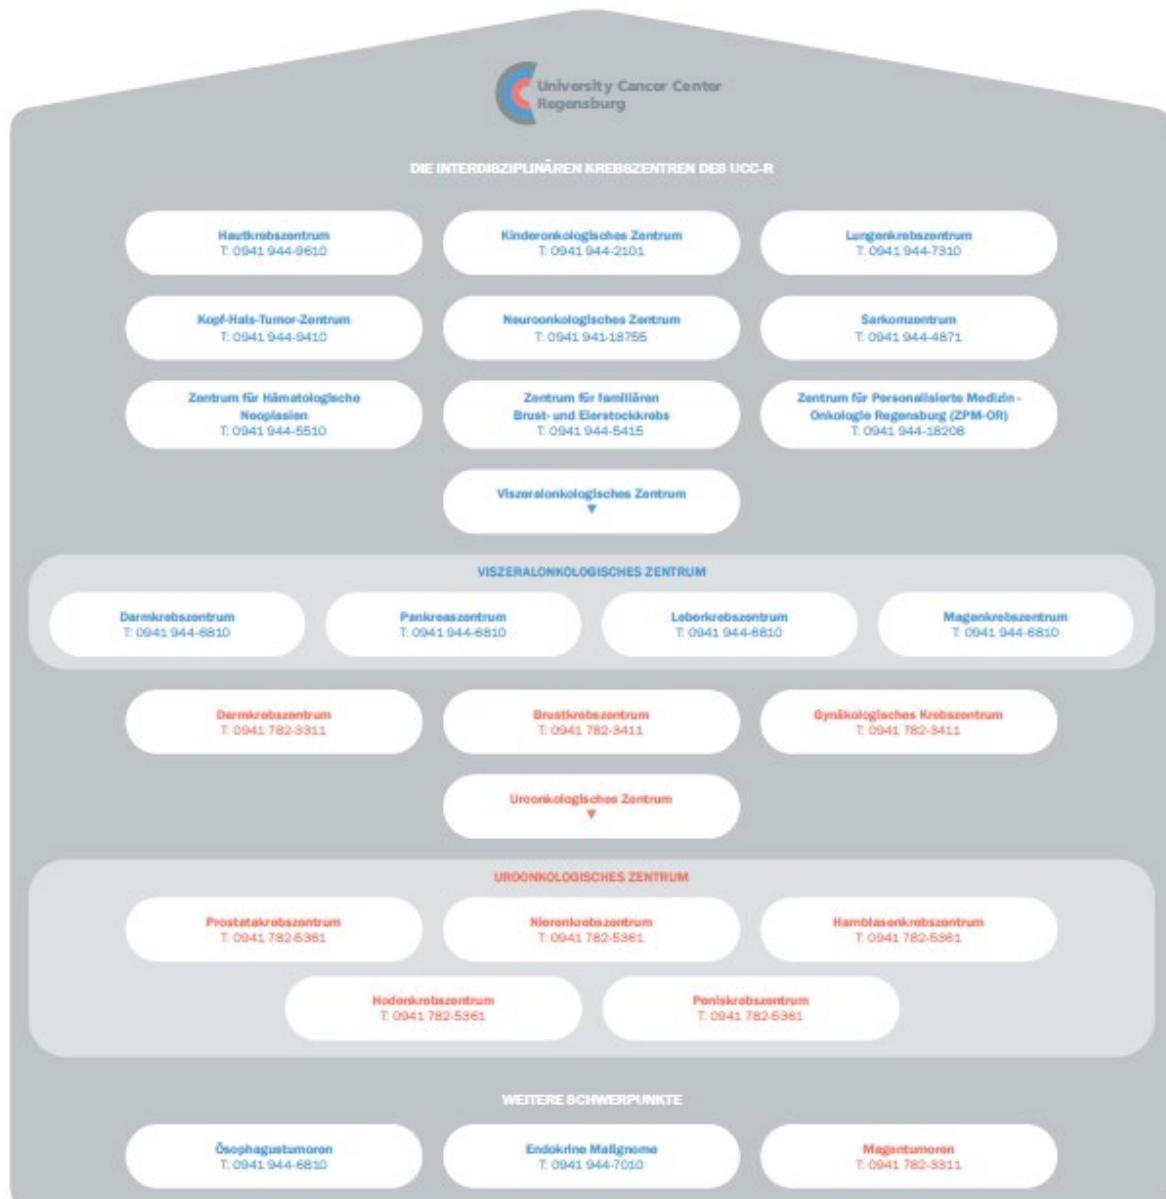 University Cancer Center
Regensburg
DIE INTERDISZIPLINÄREN KREBSZENTREN DES UCC-R
Hautkrebszentrum
T: 0941 944-9610
Kinderonkologisches Zentrum
T: 0941 944-2101
Lungenkrebszentrum
T: 0941 944-7310
Kopf-Hals-Tumor-Zentrum
T: 0941 944-9410
Neuroonkologisches Zentrum
T: 0941 941-18755
Sarkomzentrum
T: 0941 944-4871
Zentrum für Hämatologische
Neoplasien
T: 0941 944-5510
Zentrum für familiären
Brust- und Eierstockkrebs
T: 0941 944-5415
Zentrum für Personalisierte Medizin -
Onkologie Regensburg (ZPM-OR)
T: 0941 944-18208
Viszeralonkologisches Zentrum
▼
VISZERALONKOLOGISCHES ZENTRUM
Darmkrebszentrum
T: 0941 944-6810
Pankreaszentrum
T: 0941 944-6810
Leberkrebszentrum
T: 0941 944-6810
Magenkrebszentrum
T: 0941 944-6810
Darmkrebszentrum
T: 0941 782-3311
Brustkrebszentrum
T: 0941 782-3411
Gynäkologisches Krebszentrum
T: 0941 782-3411
Uroonkologisches Zentrum
▼
UROONKOLOGISCHES ZENTRUM
Prostatakrebszentrum
T: 0941 782-5361
Nierenkrebszentrum
T: 0941 782-5361
Harnblasenkrebszentrum
T: 0941 782-5361
Hodenkrebszentrum
T: 0941 782-5361
Peniskrebszentrum
T: 0941 782-5361
WEITERE SCHWERPUNKTE
Ösophagustumoren
T: 0941 944-6810
Endokrine Malignome
T: 0941 944-7010
Magentumoren
T: 0941 782-3311